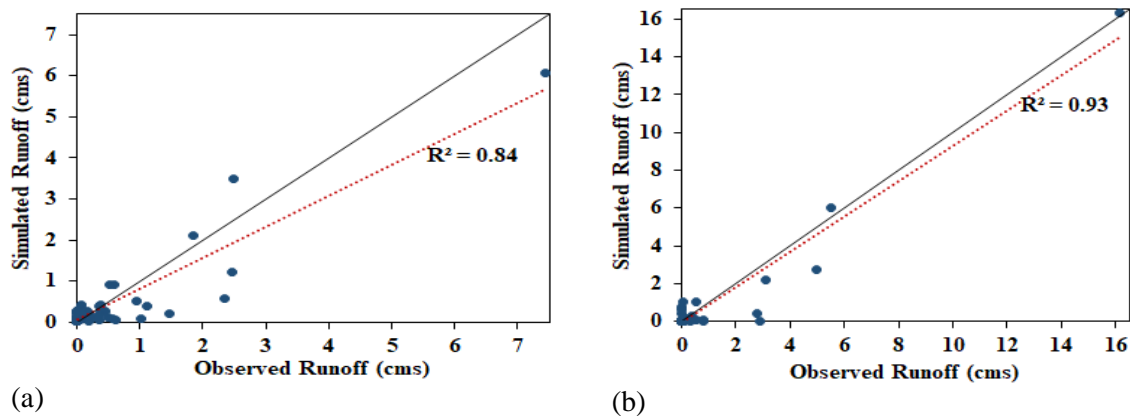 7
6
5
4
3
2
1
0
Simulated Runoff (cms)
R² = 0.84
0 1 2 3 4 5 6 7
Observed Runoff (cms)
(a)
16
14
12
10
8
6
4
2
0
Simulated Runoff (cms)
R² = 0.93
0 2 4 6 8 10 12 14 16
Observed Runoff (cms)
(b)